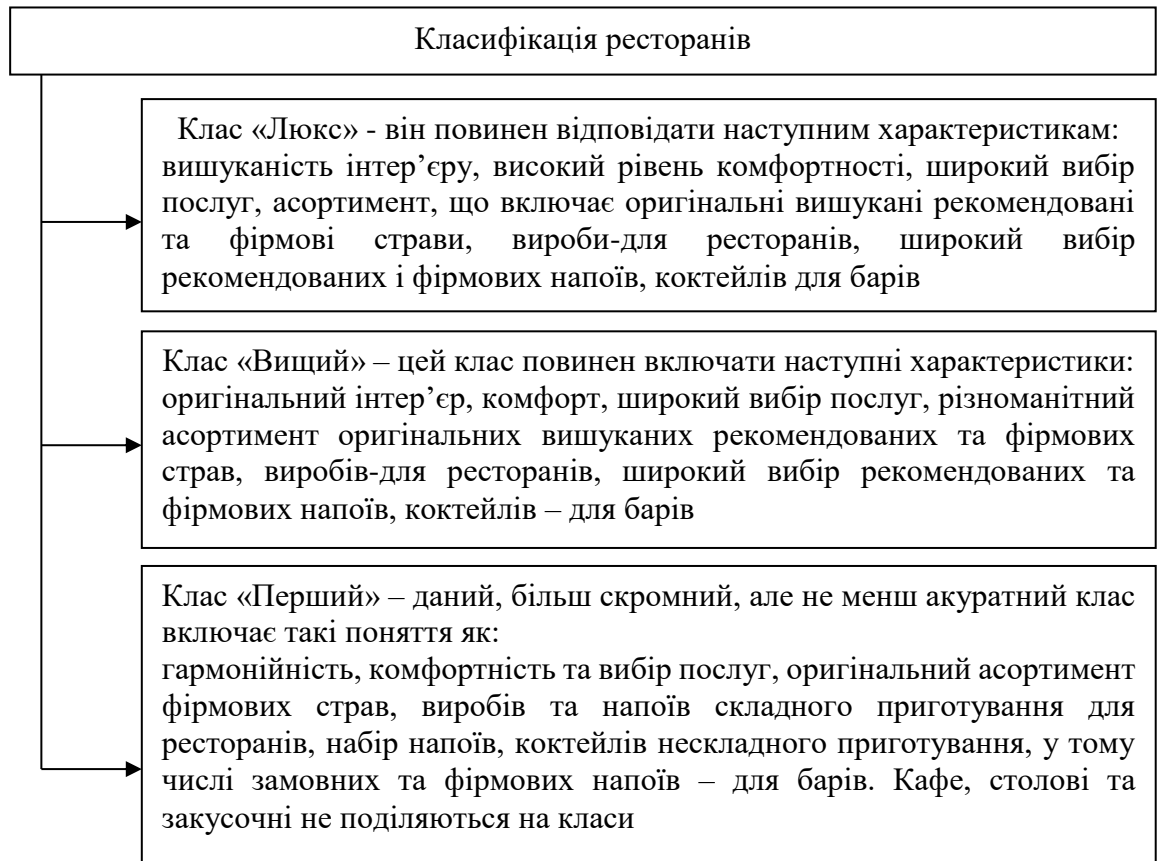 Класифікація ресторанів
Клас «Люкс» - він повинен відповідати наступним характеристикам:
вишуканість інтер’єру, високий рівень комфортності, широкий вибір
послуг, асортимент, що включає оригінальні вишукані рекомендовані
та фірмові страви, вироби-для ресторанів, широкий вибір
рекомендованих і фірмових напоїв, коктейлів для барів
Клас «Вищий» – цей клас повинен включати наступні характеристики:
оригінальний інтер’єр, комфорт, широкий вибір послуг, різноманітний
асортимент оригінальних вишуканих рекомендованих та фірмових
страв, виробів-для ресторанів, широкий вибір рекомендованих та
фірмових напоїв, коктейлів – для барів
Клас «Перший» – даний, більш скромний, але не менш акуратний клас
включає такі поняття як:
гармонійність, комфортність та вибір послуг, оригінальний асортимент
фірмових страв, виробів та напоїв складного приготування для
ресторанів, набір напоїв, коктейлів нескладного приготування, у тому
числі замовних та фірмових напоїв – для барів. Кафе, столові та
закусочні не поділяються на класи